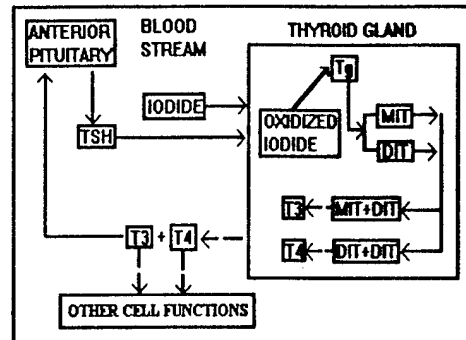 ANTERIOR
PITUITARY
BLOOD
STREAM
THYROID GLAND
TSH
IODIDE
Tg
OXIDIZED
IODIDE
MIT
DIT
T3
MIT+DIT
T4
DIT+DIT
T3 + T4
OTHER CELL FUNCTIONS